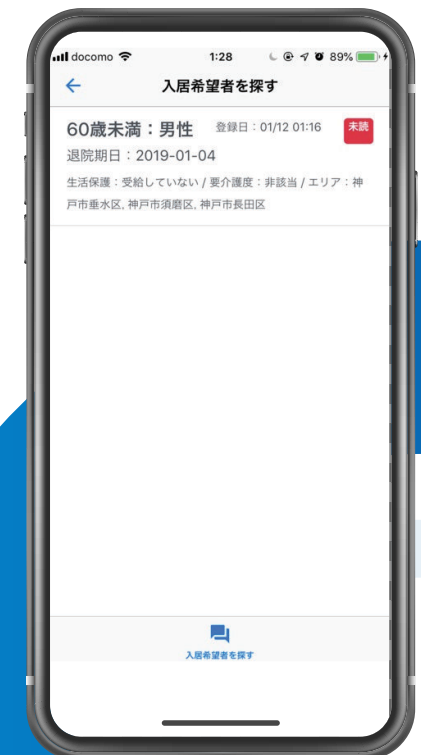 docomo 1:28 89%
入居希望者を探す
60歳未満：男性 登録日：01/12 01:16 未読
退院期日：2019-01-04
生活保護：受給していない / 要介護度：非該当 / エリア：神
戸市垂水区, 神戸市須磨区, 神戸市長田区
入居希望者を探す